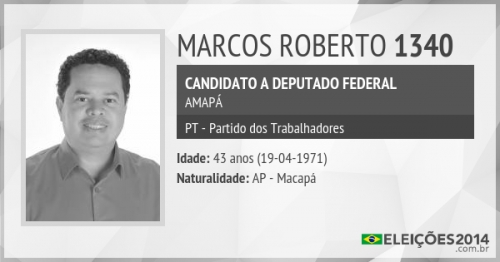 MARCOS ROBERTO 1340
CANDIDATO A DEPUTADO FEDERAL
AMAPÁ
PT - Partido dos Trabalhadores
Idade: 43 anos (19-04-1971)
Naturalidade: AP - Macapá
ELEIÇÕES2014
.com.br